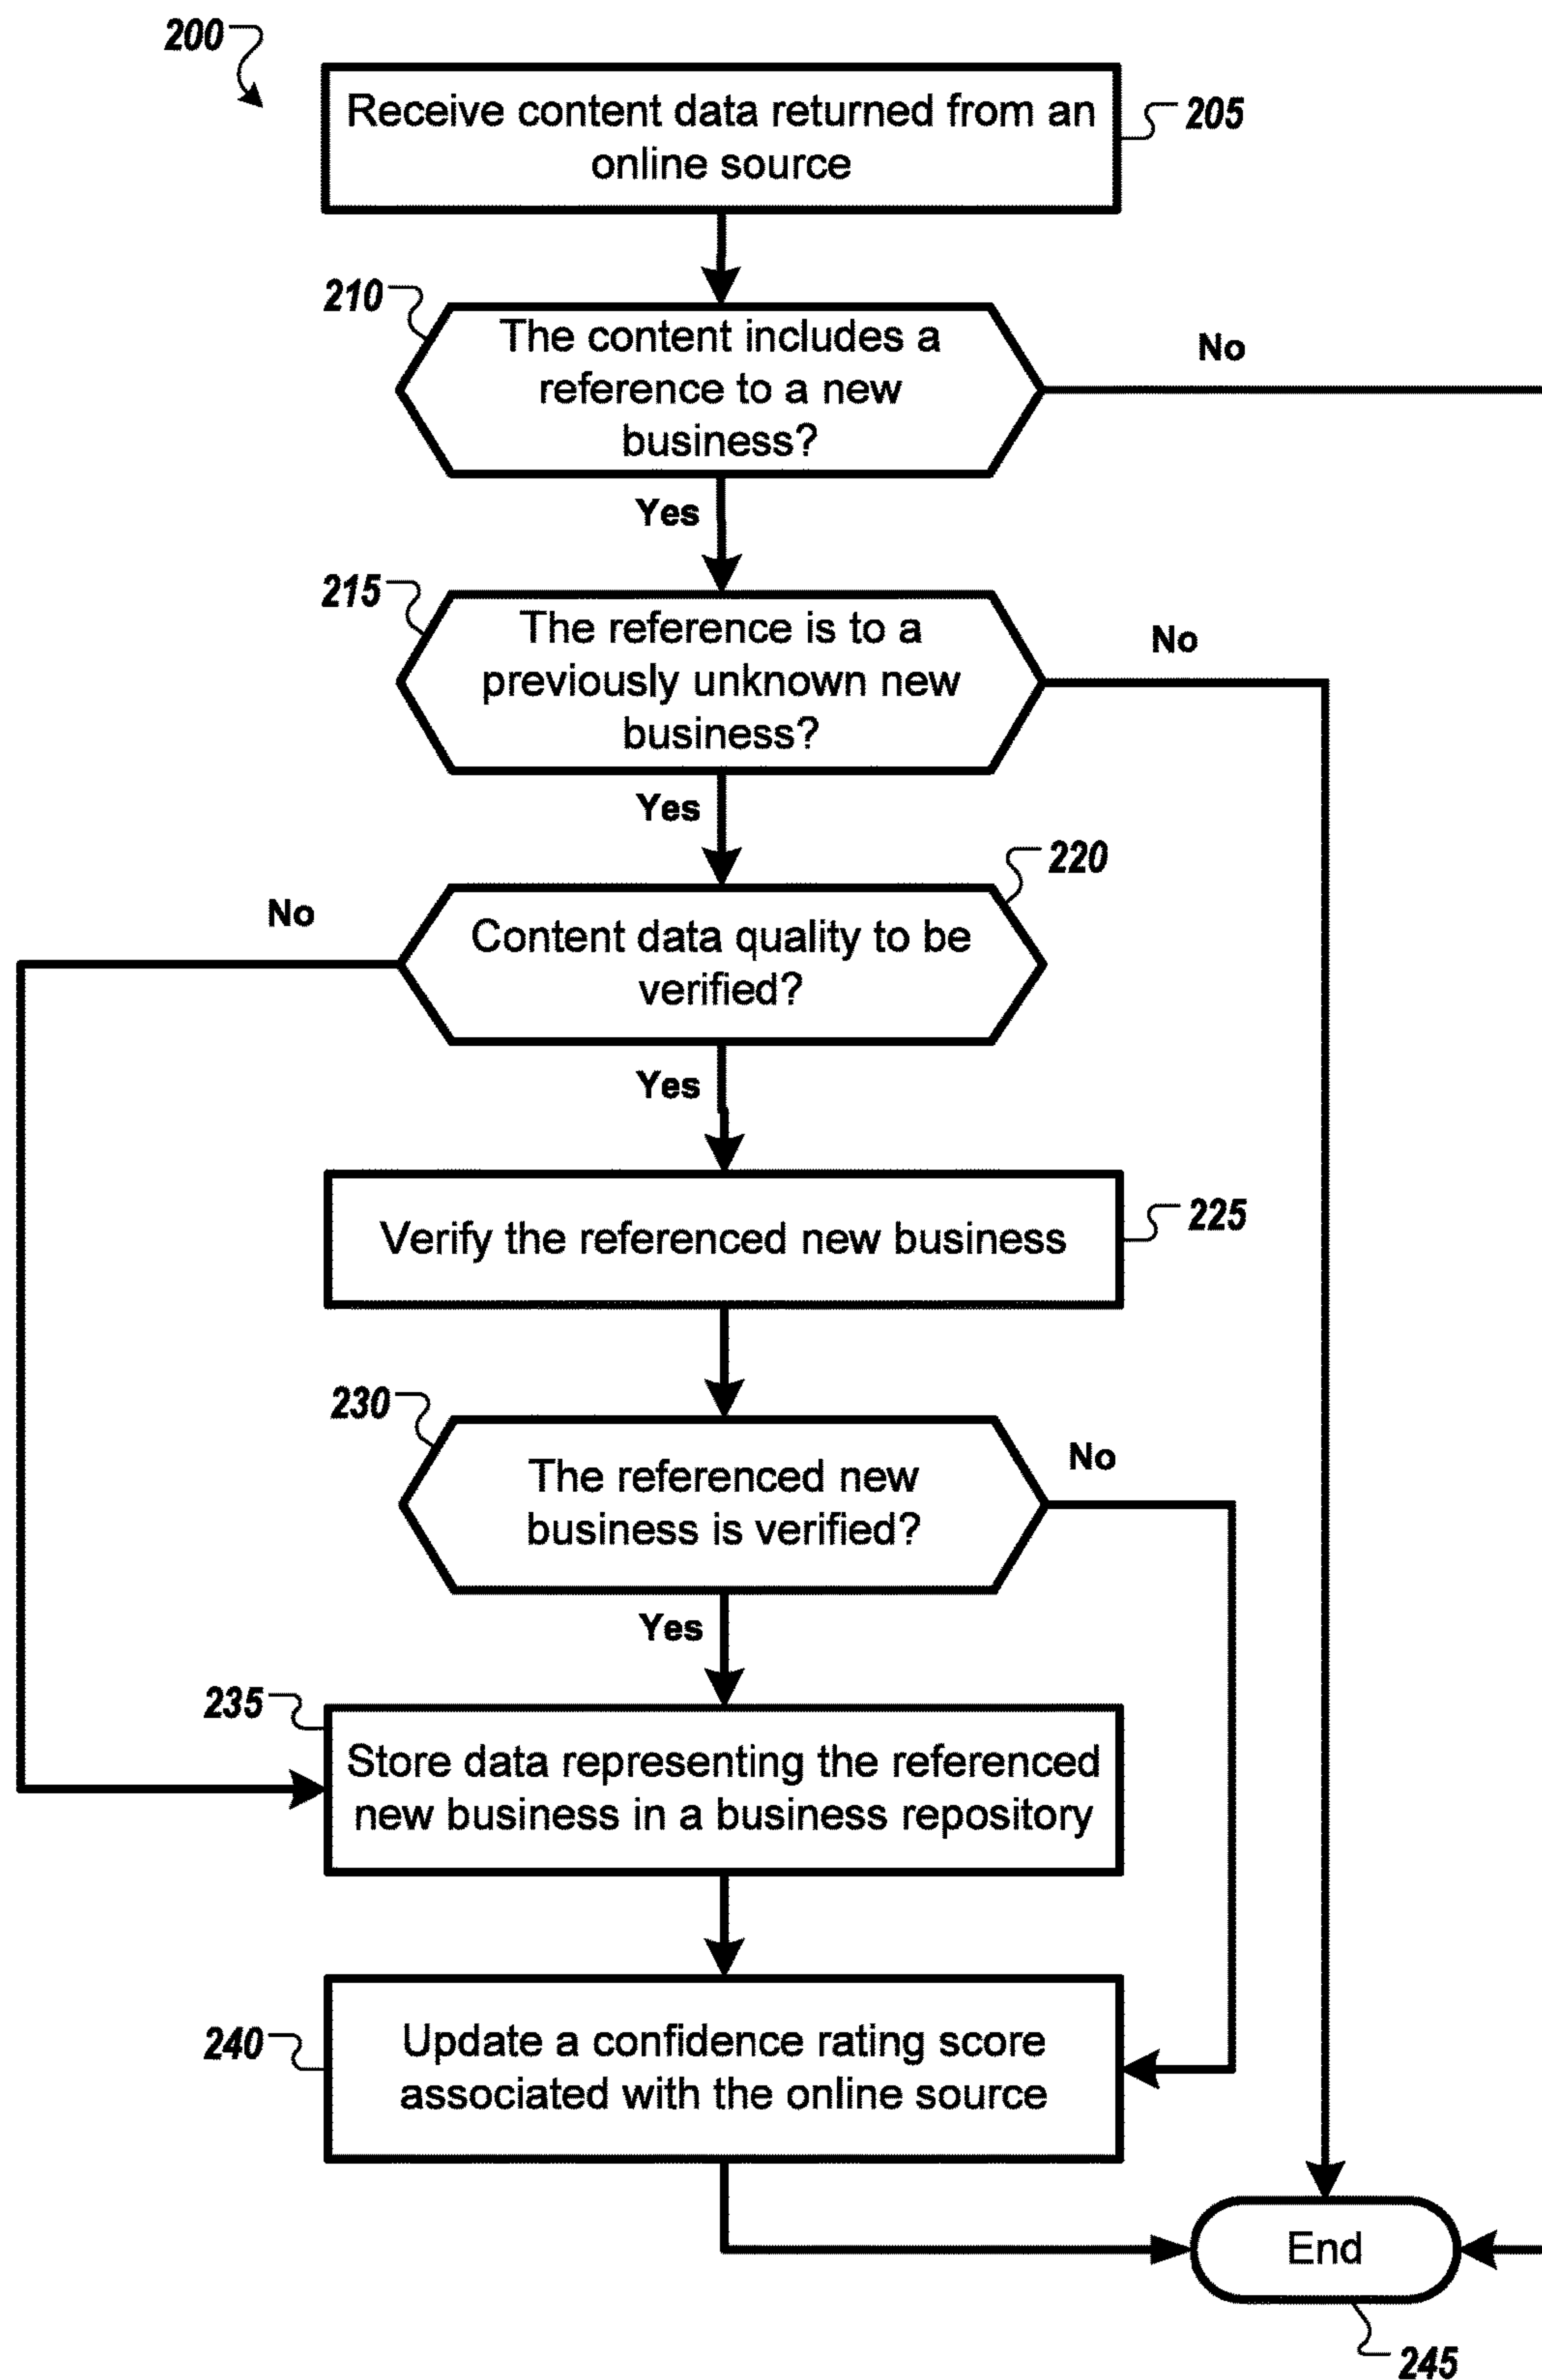 200
Receive content data returned from an
online source
205
210
The content includes a
reference to a new
business?
No
Yes
215
The reference is to a
previously unknown new
business?
No
Yes
220
No
Content data quality to be
verified?
Yes
Verify the referenced new business
225
230
The referenced new
business is verified?
No
Yes
235
Store data representing the referenced
new business in a business repository
240
Update a confidence rating score
associated with the online source
End
245